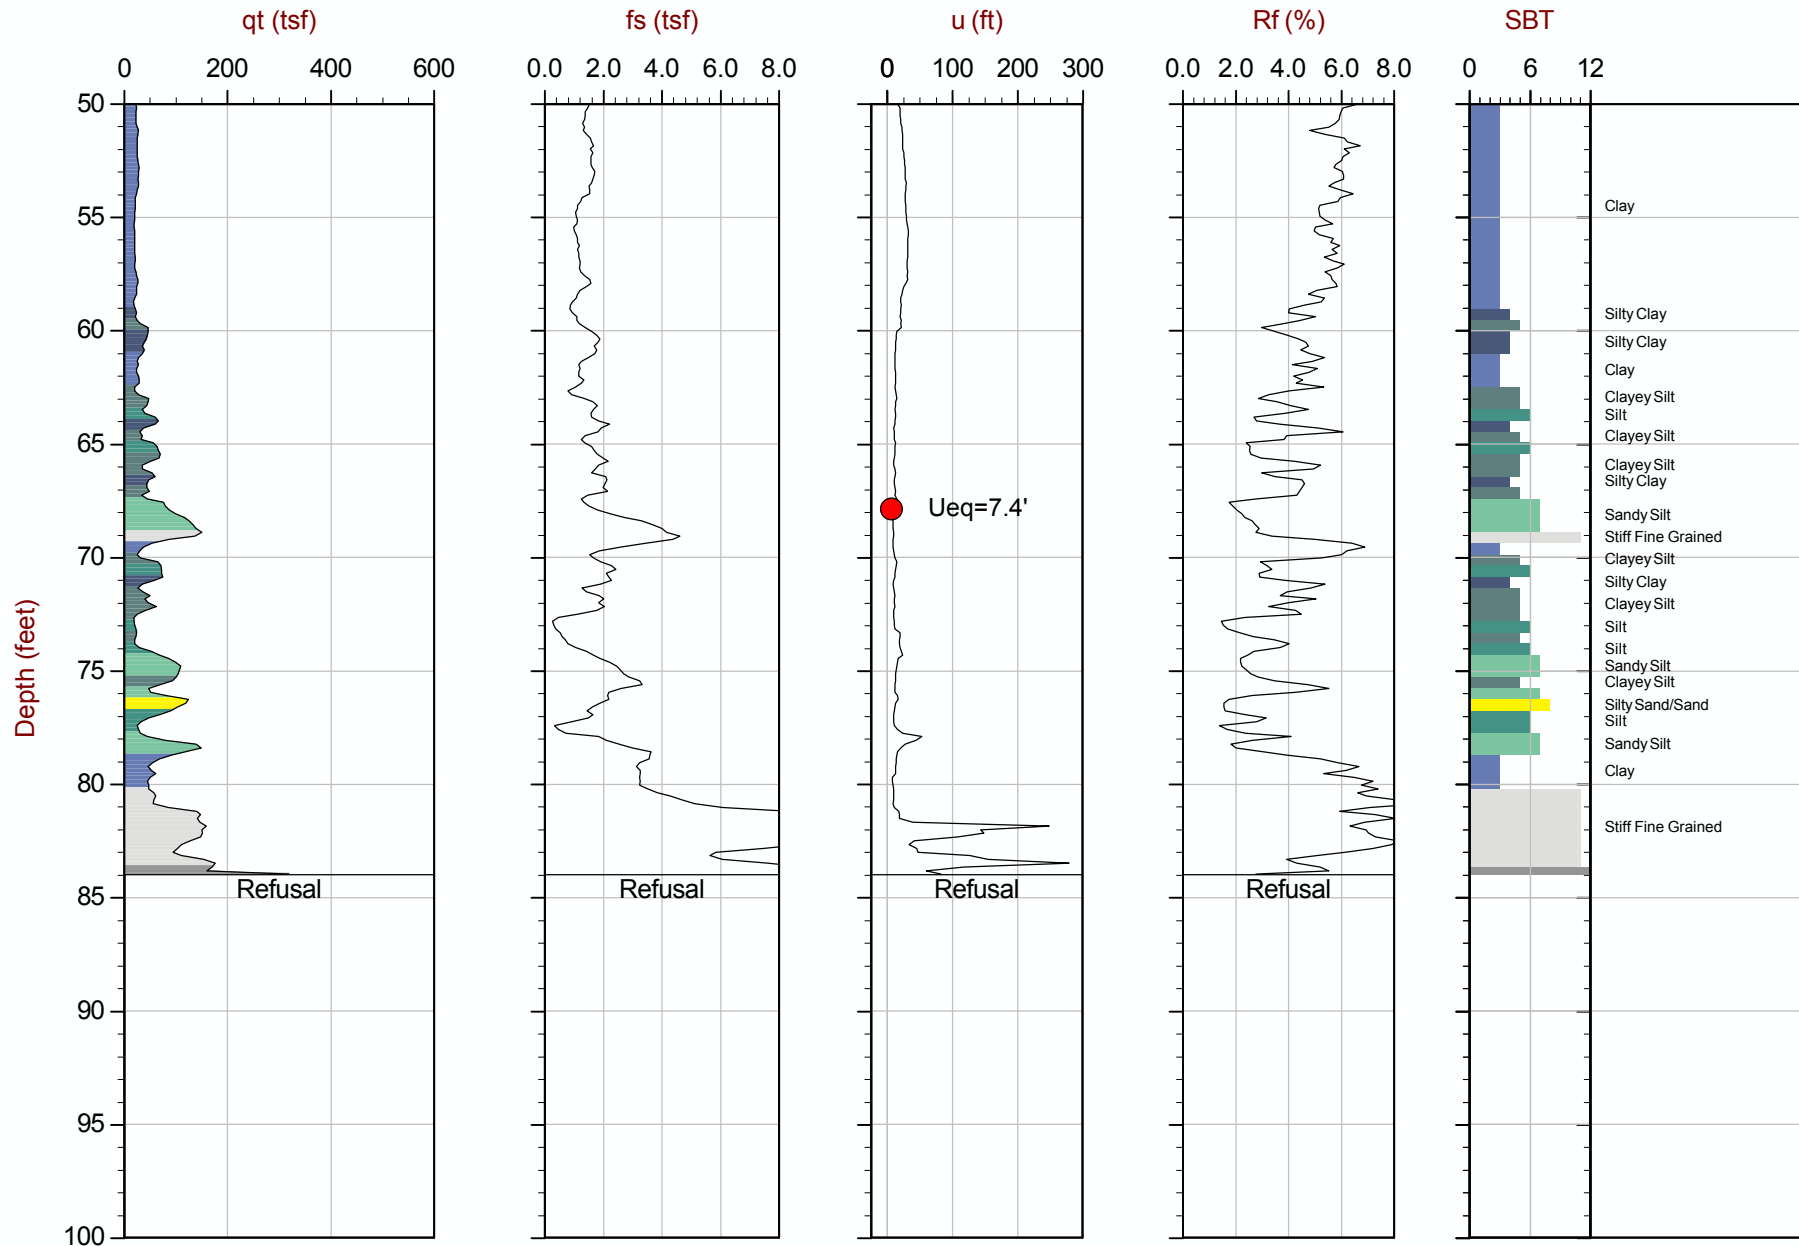 qt (tsf) fs (tsf) u (ft) Rf (%) SBT
0 200 400 600 0.0 2.0 4.0 6.0 8.0 0 100 200 300 0.0 2.0 4.0 6.0 8.0 0 6 12
50
55
60
65
70
75
80
85
90
95
100
Depth (feet)
Ueq=7.4'
Refusal Refusal Refusal Refusal
Clay
Silty Clay
Silty Clay
Clay
Clayey Silt
Silt
Clayey Silt
Clayey Silt
Silty Clay
Sandy Silt
Stiff Fine Grained
Clayey Silt
Silty Clay
Clayey Silt
Silt
Silt
Sandy Silt
Clayey Silt
Silty Sand/Sand
Silt
Sandy Silt
Clay
Stiff Fine Grained